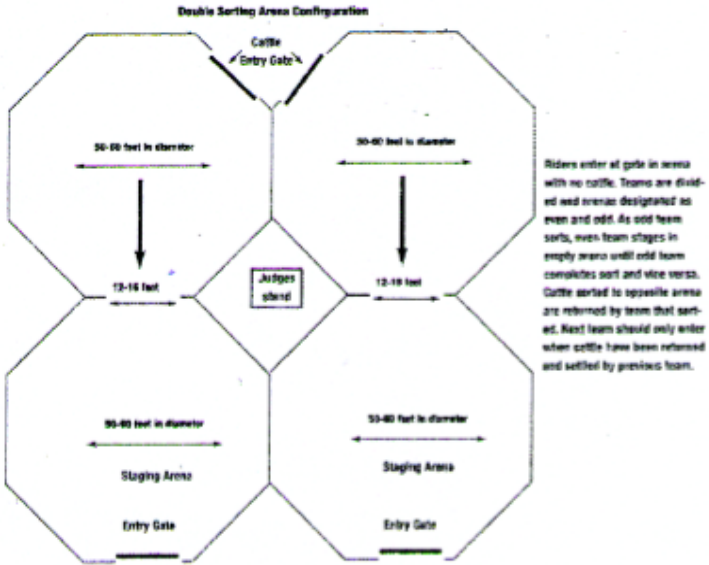 Double Sorting Arena Configuration
Cattle
Entry Gate
50-60 feet in diameter
50-60 feet in diameter
Riders enter at gate in arena
with no cattle. Teams are divid-
ed and arenas designated as
even and odd. As odd team
sorts, even team stages in
empty arena until odd team
completes sort and vice versa.
Cattle sorted to opposite arena
are returned by team that sort-
ed. Next team should only enter
when cattle have been returned
and settled by previous team.
12-16 feet
Judges
stand
12-16 feet
50-60 feet in diameter
50-60 feet in diameter
Staging Arena
Staging Arena
Entry Gate
Entry Gate